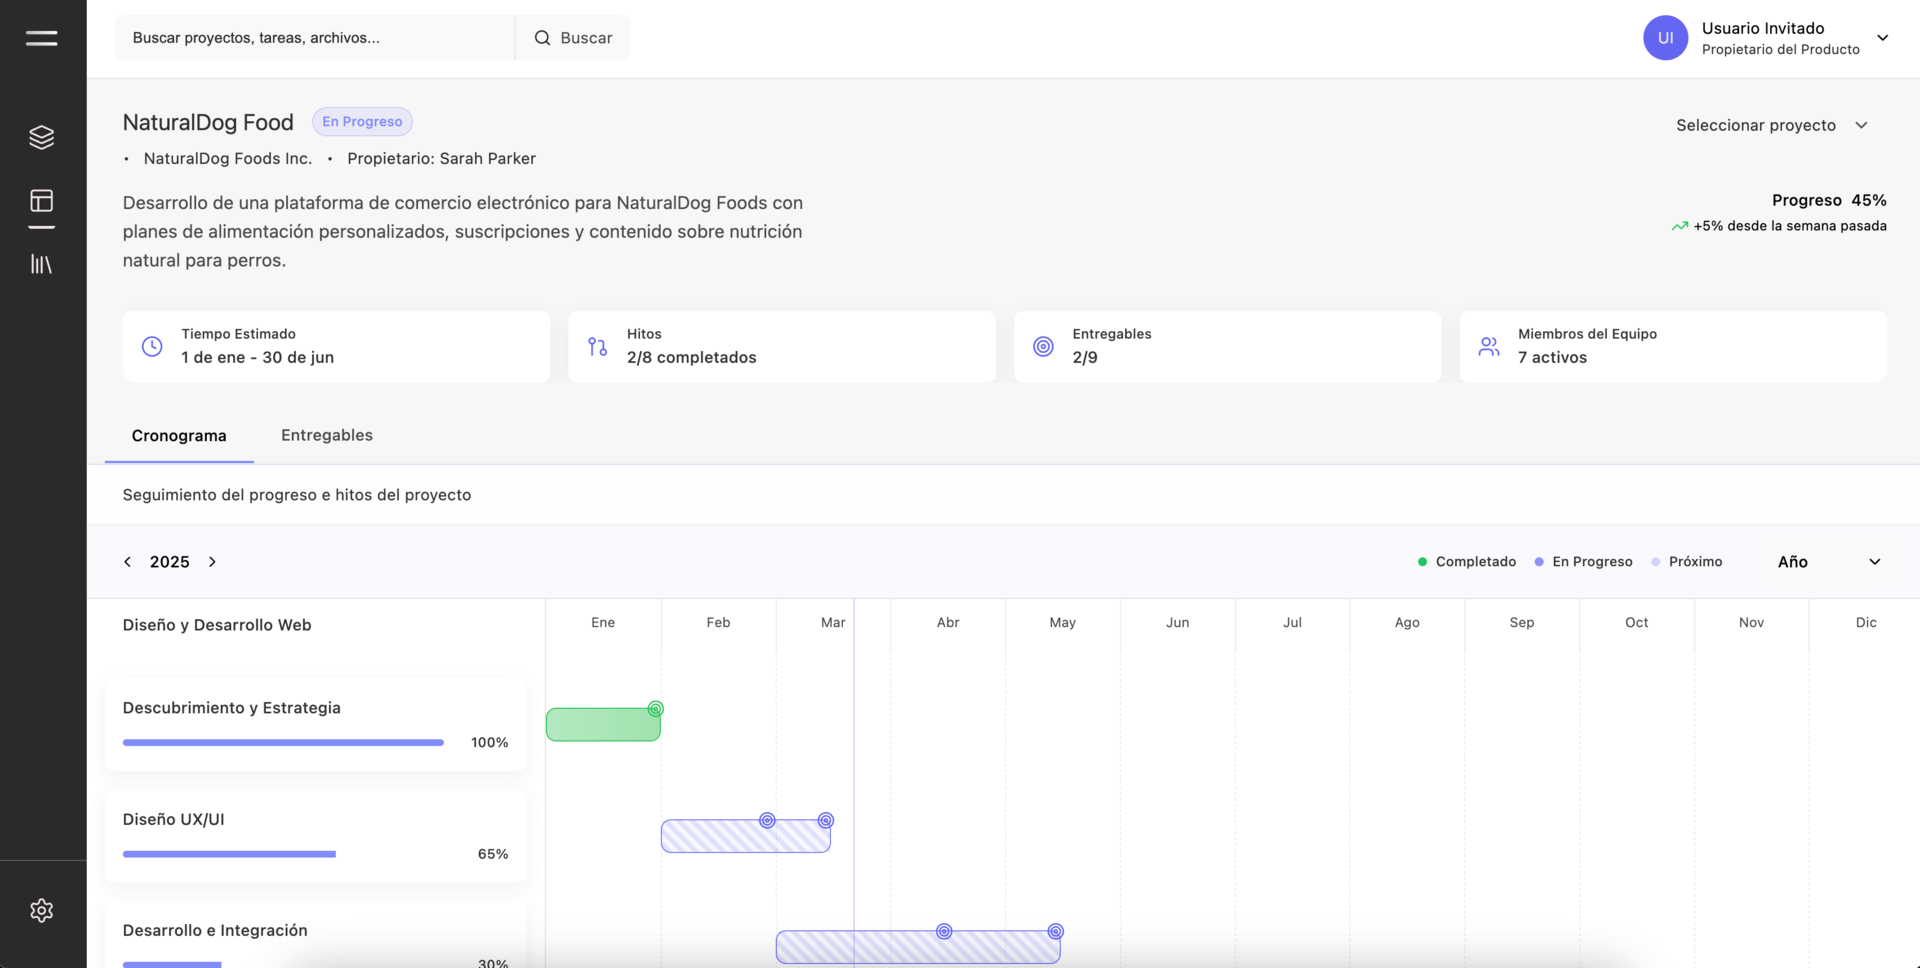 Buscar proyectos, tareas, archivos...
Buscar
UI
Usuario Invitado
Propietario del Producto
NaturalDog Food
En Progreso
Seleccionar proyecto
• NaturalDog Foods Inc. • Propietario: Sarah Parker
Desarrollo de una plataforma de comercio electrónico para NaturalDog Foods con
planes de alimentación personalizados, suscripciones y contenido sobre nutrición
natural para perros.
Progreso 45%
+5% desde la semana pasada
Tiempo Estimado
1 de ene - 30 de jun
Hitos
2/8 completados
Entregables
2/9
Miembros del Equipo
7 activos
Cronograma
Entregables
Seguimiento del progreso e hitos del proyecto
2025
Completado
En Progreso
Próximo
Año
Diseño y Desarrollo Web
Ene
Feb
Mar
Abr
May
Jun
Jul
Ago
Sep
Oct
Nov
Dic
Descubrimiento y Estrategia
100%
Diseño UX/UI
65%
Desarrollo e Integración
30%